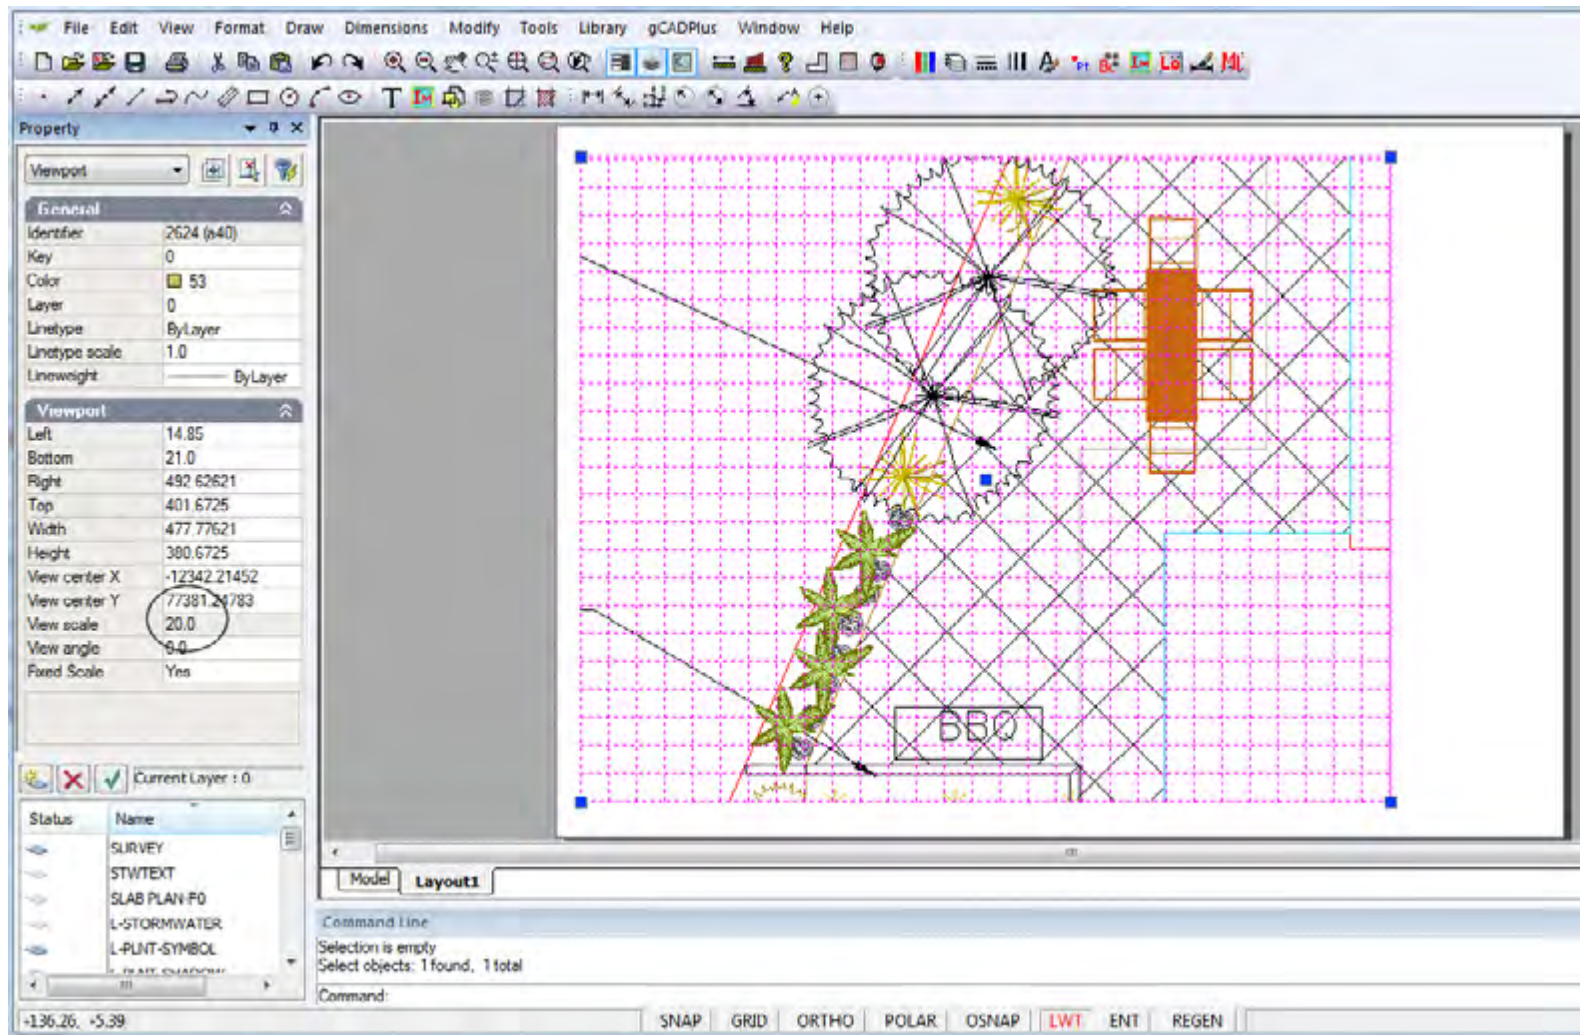 File Edit View Format Draw Dimensions Modify Tools Library gCADPlus Window Help
Property
Viewport
General
Identifier 2624 (a40)
Key 0
Color 53
Layer 0
Linetype ByLayer
Linetype scale 1.0
Lineweight ByLayer
Viewport
Left 14.85
Bottom 21.0
Right 492.62621
Top 401.6725
Width 477.77621
Height 380.6725
View center X -12342.21452
View center Y 77381.24783
View scale 20.0
View angle 0.0
Fixed Scale Yes
Current Layer : 0
Status Name
SURVEY
STWTEXT
SLAB PLAN-F0
L-STORMWATER
L-PLNT-SYMBOL
L-PLNT-SHADOW
BBQ
Model Layout1
Command Line
Selection is empty
Select objects: 1 found, 1 total
Command:
-136.26, -5.39 SNAP GRID ORTHO POLAR OSNAP LWT ENT REGEN